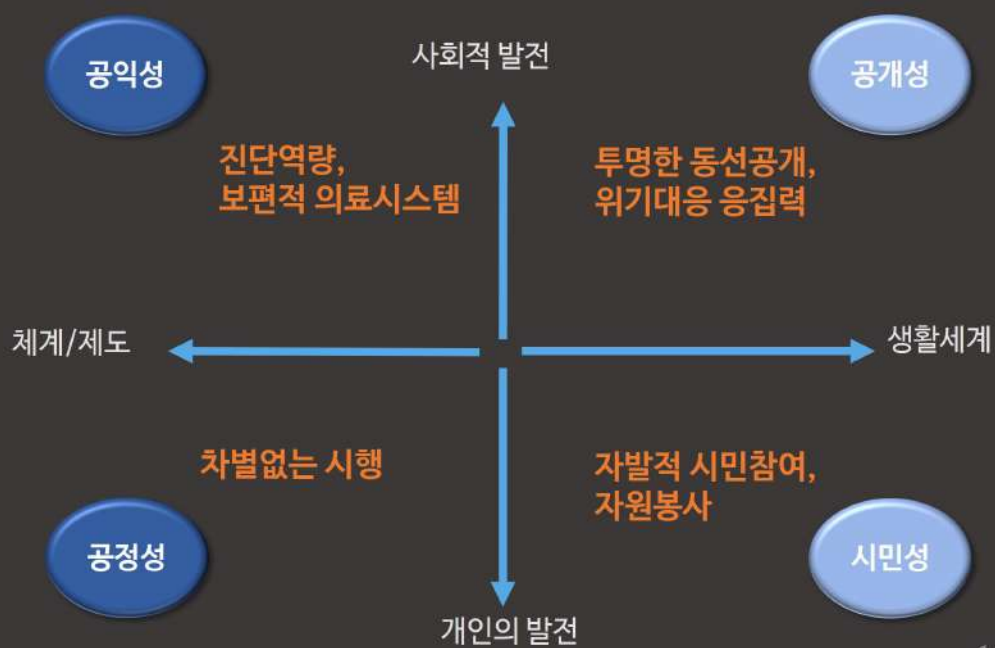 사회적 발전
공익성
공개성
진단역량,
보편적 의료시스템
투명한 동선공개,
위기대응 응집력
체계/제도
생활세계
차별없는 시행
자발적 시민참여,
자원봉사
공정성
시민성
개인의 발전